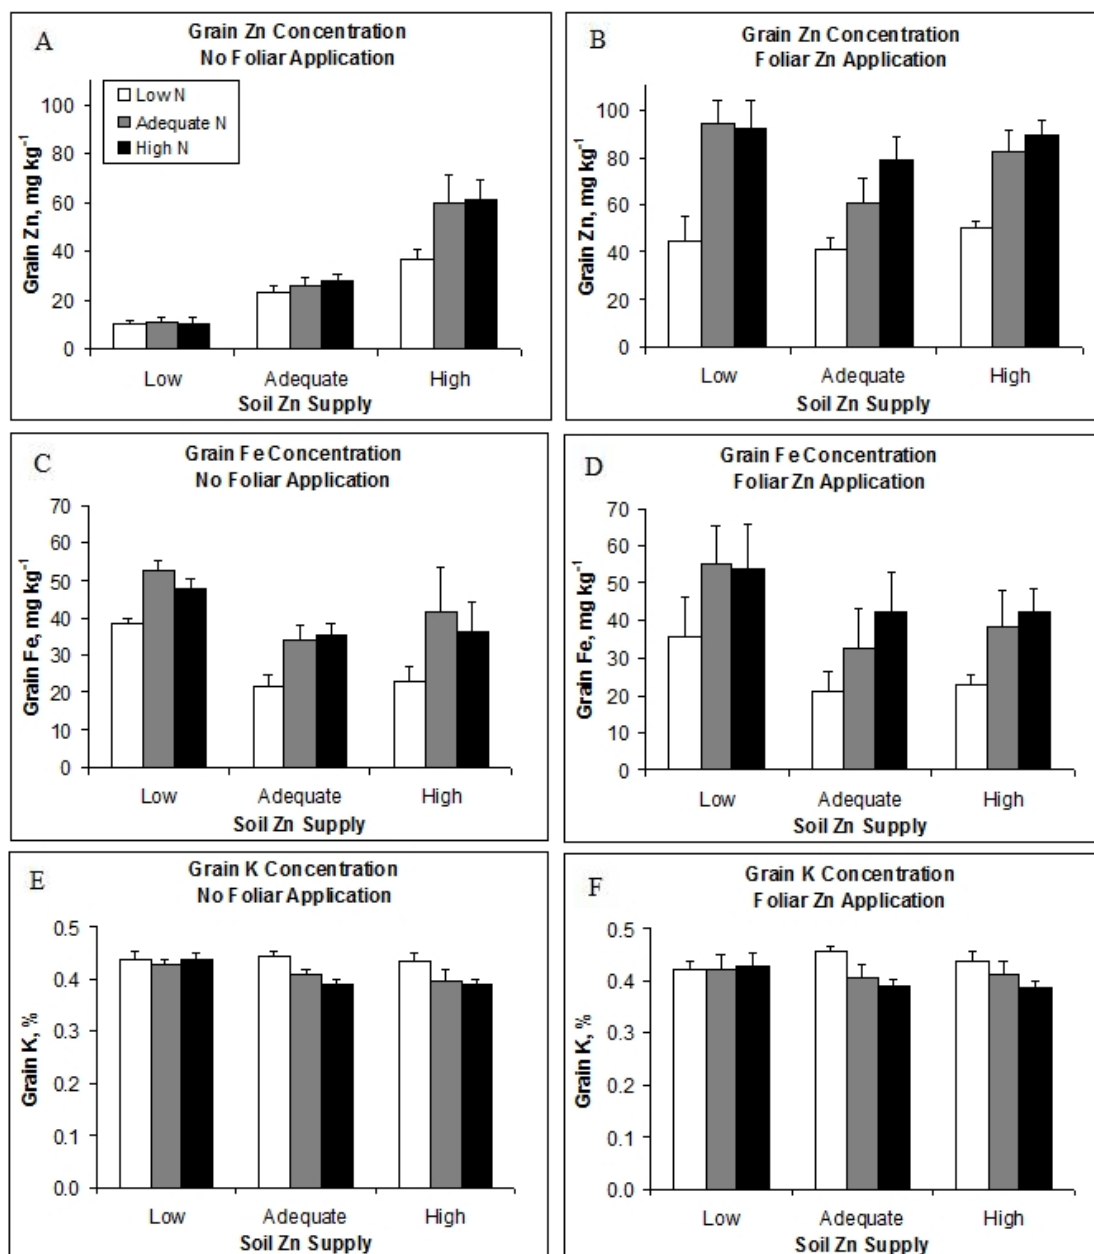 A
Grain Zn Concentration
No Foliar Application
Low N
Adequate N
High N
Grain Zn, mg kg⁻¹
100
80
60
40
20
0
Low Adequate High
Soil Zn Supply
B
Grain Zn Concentration
Foliar Zn Application
Grain Zn, mg kg⁻¹
100
80
60
40
20
0
Low Adequate High
Soil Zn Supply
C
Grain Fe Concentration
No Foliar Application
Grain Fe, mg kg⁻¹
70
60
50
40
30
20
10
0
Low Adequate High
Soil Zn Supply
D
Grain Fe Concentration
Foliar Zn Application
Grain Fe, mg kg⁻¹
70
60
50
40
30
20
10
0
Low Adequate High
Soil Zn Supply
E
Grain K Concentration
No Foliar Application
Grain K, %
0.5
0.4
0.3
0.2
0.1
0.0
Low Adequate High
Soil Zn Supply
F
Grain K Concentration
Foliar Zn Application
Grain K, %
0.5
0.4
0.3
0.2
0.1
0.0
Low Adequate High
Soil Zn Supply